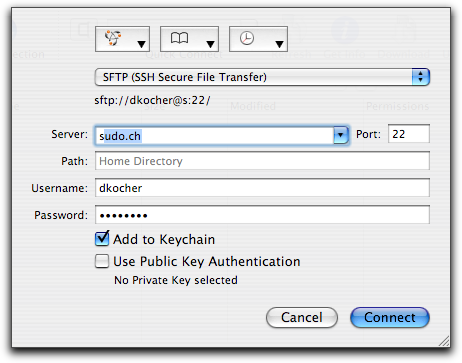 SFTP (SSH Secure File Transfer)
sftp://dkocher@s:22/
Server: sudo.ch Port: 22
Path: Home Directory
Username: dkocher
Password: ••••••••
Add to Keychain
Use Public Key Authentication
No Private Key selected
Cancel Connect